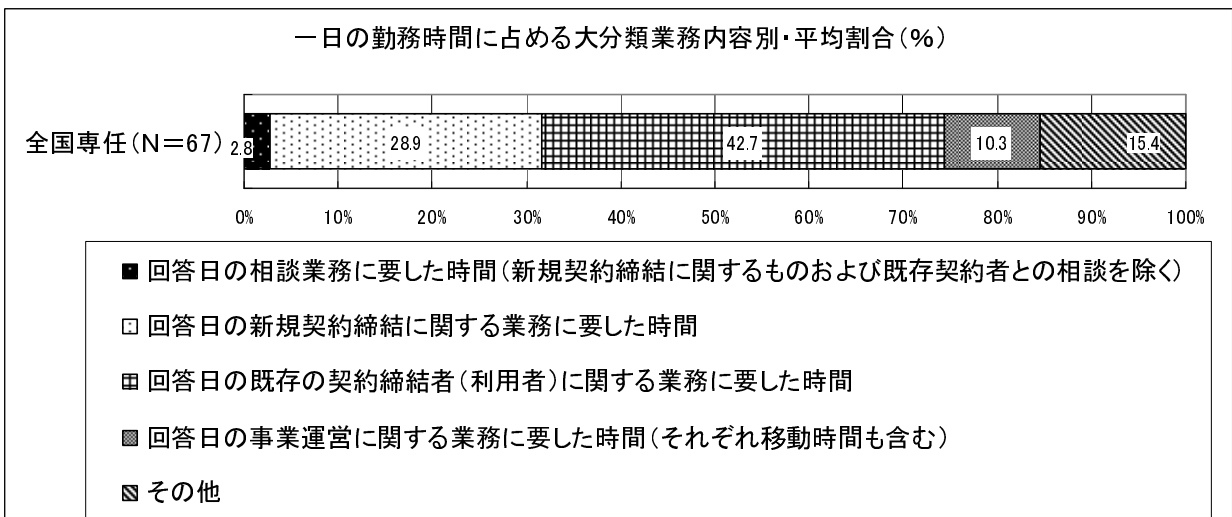 一日の勤務時間に占める大分類業務内容別・平均割合(%)
全国専任(N=67)
2.8 28.9 42.7 10.3 15.4
0% 10% 20% 30% 40% 50% 60% 70% 80% 90% 100%
回答日の相談業務に要した時間(新規契約締結に関するものおよび既存契約者との相談を除く)
回答日の新規契約締結に関する業務に要した時間
回答日の既存の契約締結者(利用者)に関する業務に要した時間
回答日の事業運営に関する業務に要した時間(それぞれ移動時間も含む)
その他